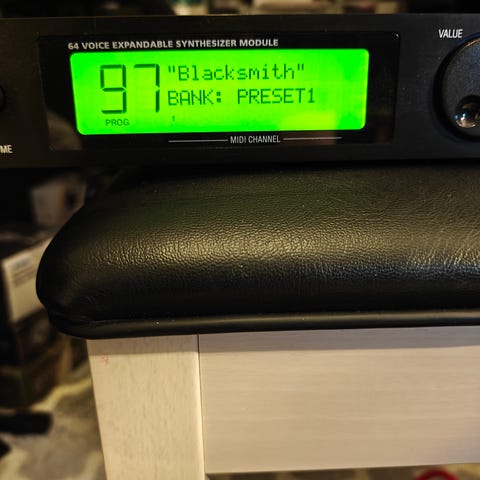 64 VOICE EXPANDABLE SYNTHESIZER MODULE
VALUE
97 "Blacksmith"
BANK: PRESET1
PROG
MIDI CHANNEL